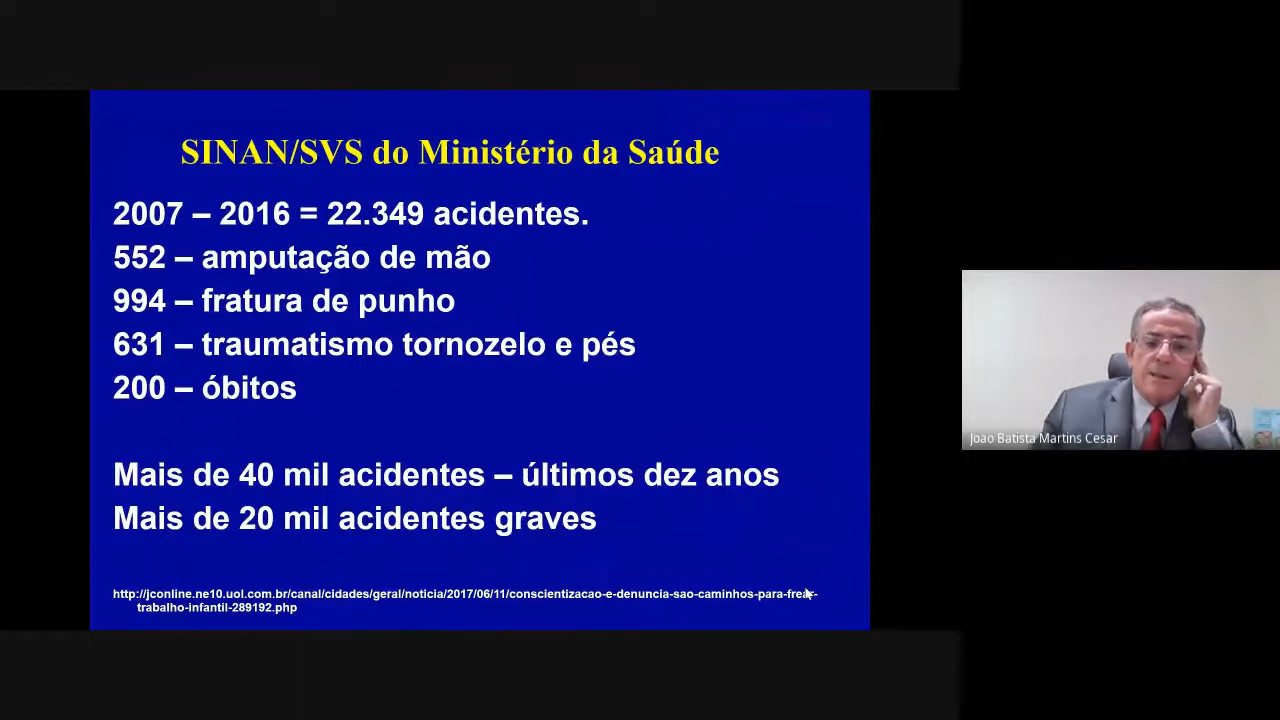 SINAN/SVS do Ministério da Saúde
2007 – 2016 = 22.349 acidentes.
552 – amputação de mão
994 – fratura de punho
631 – traumatismo tornozelo e pés
200 – óbitos
Mais de 40 mil acidentes – últimos dez anos
Mais de 20 mil acidentes graves
http://jconline.ne10.uol.com.br/canal/cidades/geral/noticia/2017/06/11/conscientizacao-e-denuncia-sao-caminhos-para-frear-
trabalho-infantil-289192.php
Joao Batista Martins Cesar